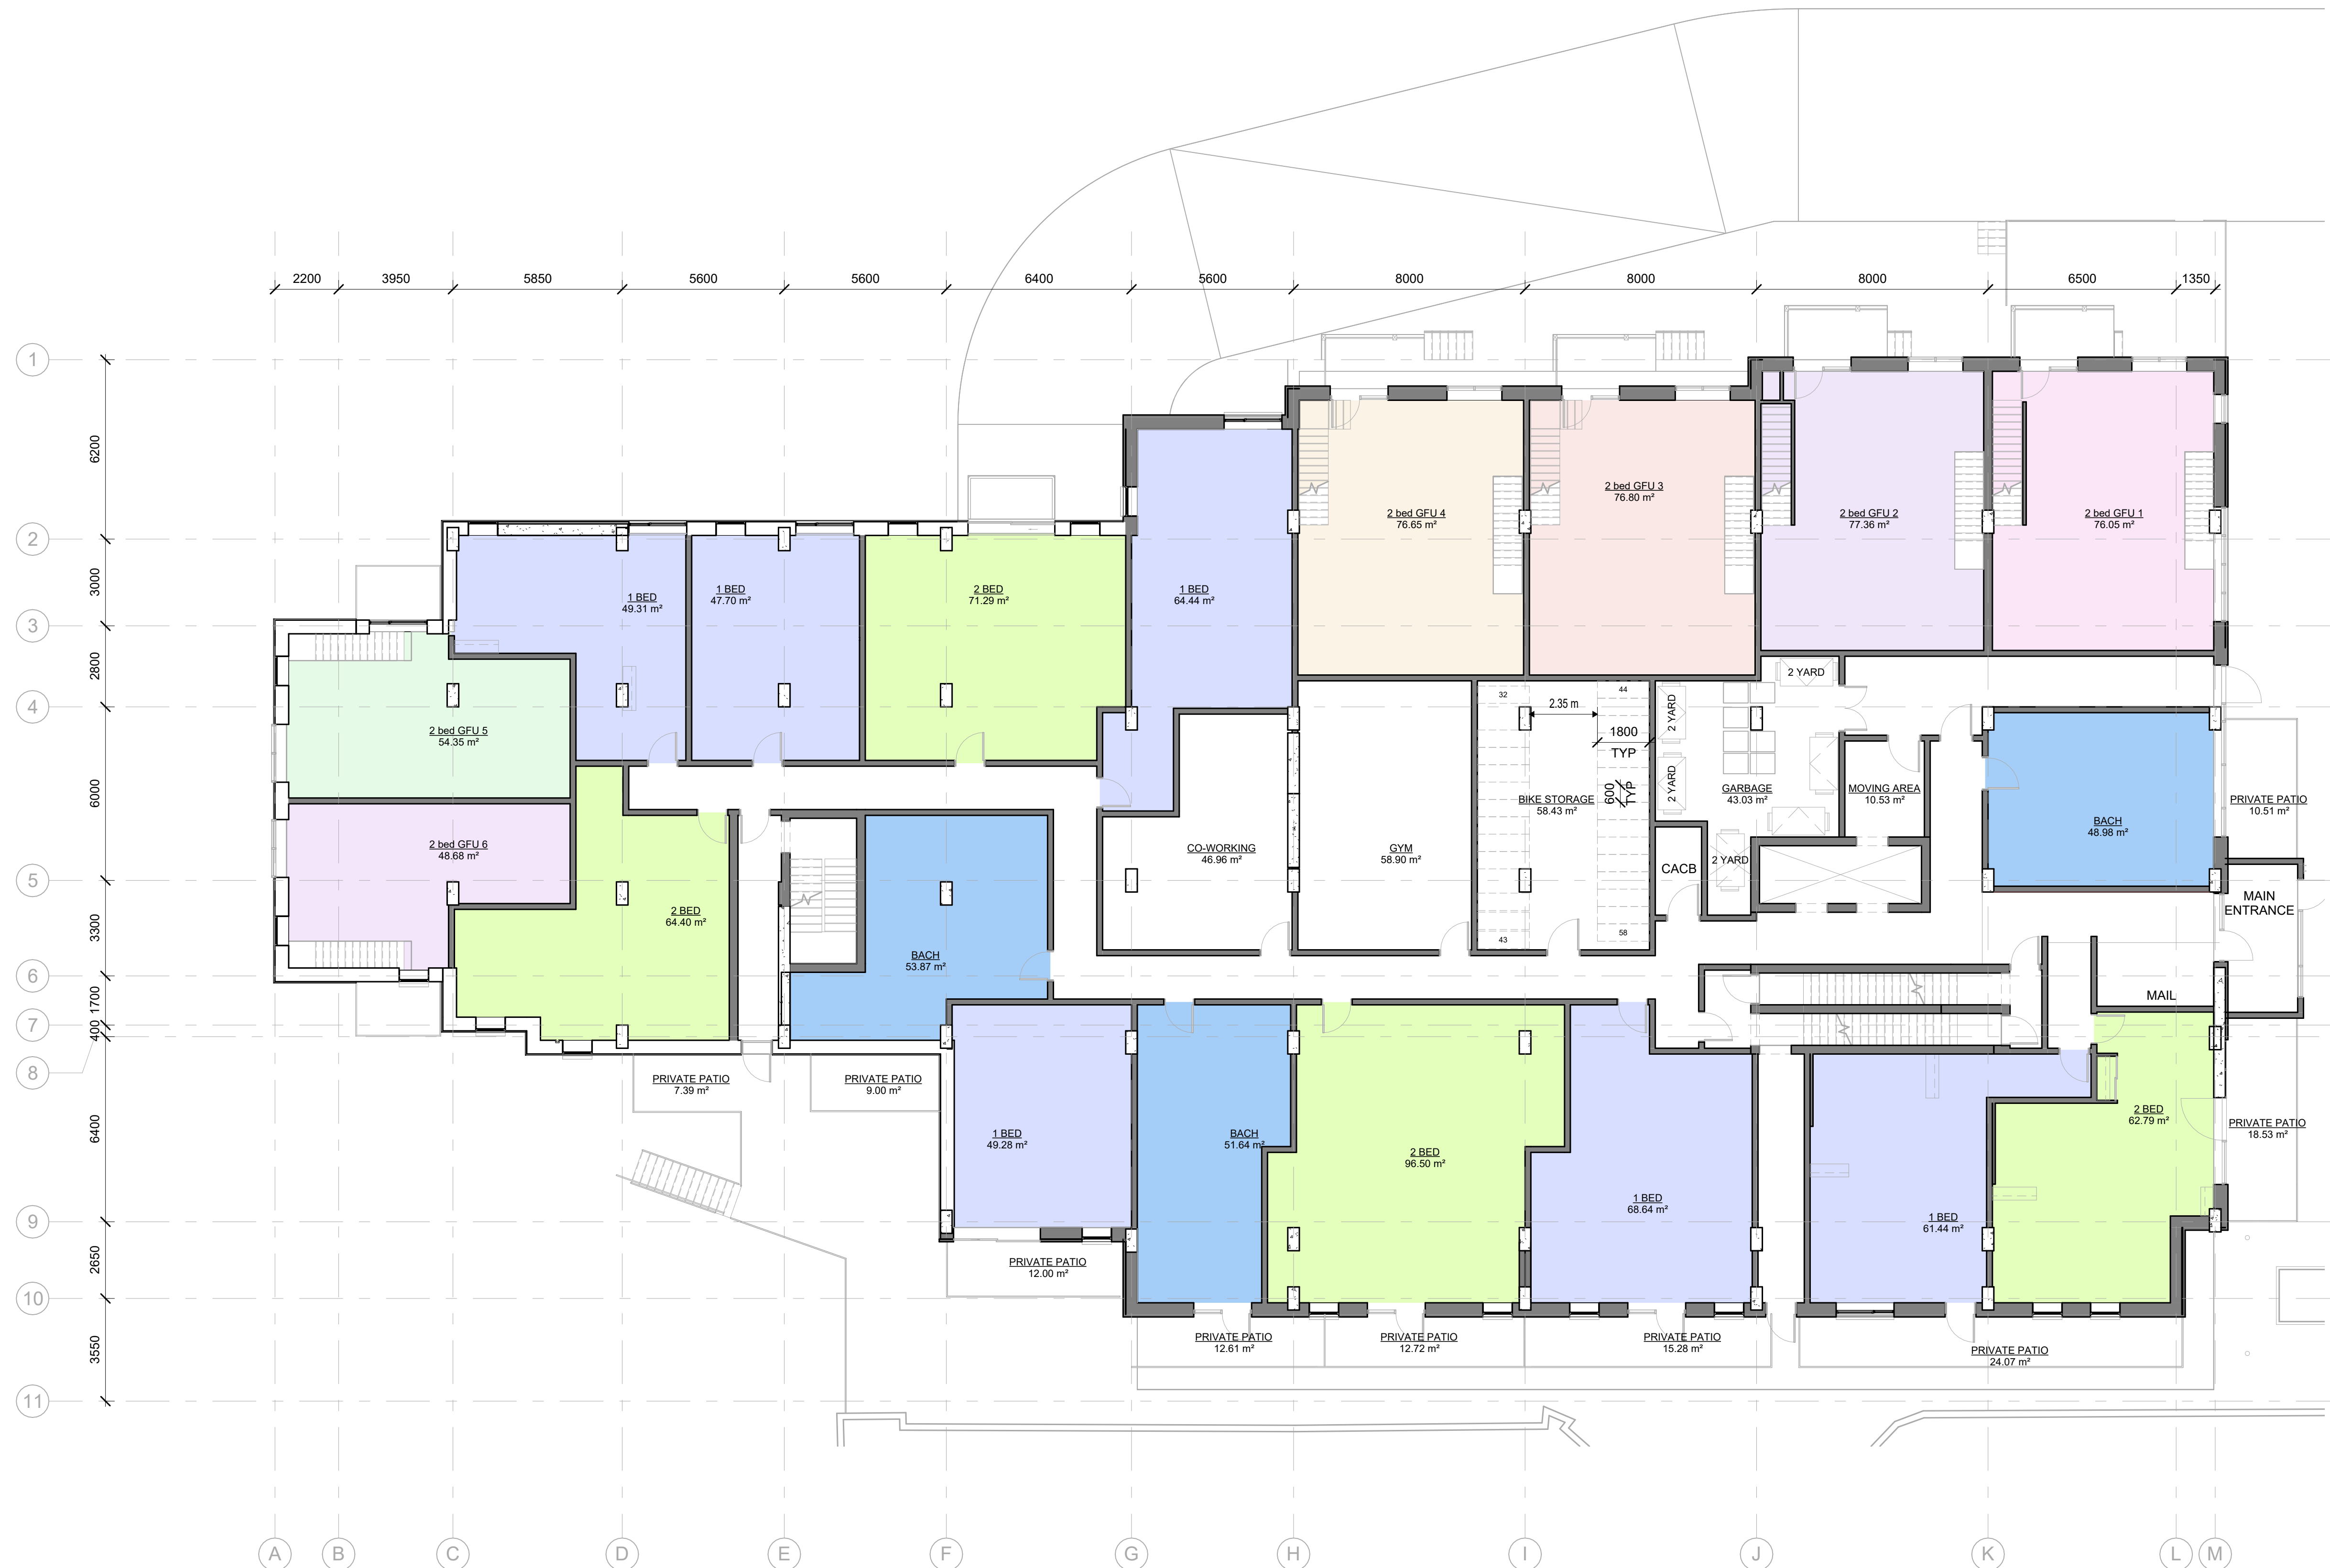 2200 3950 5850 5600 5600 6400 5600 8000 8000 8000 6500 1350
1
6200
2
3000
3
2800
4
6000
5
3300
6
1700
7
400
8
6400
9
2650
10
3550
11
2 bed GFU 4
76.65 m²
2 bed GFU 3
76.80 m²
2 bed GFU 2
77.36 m²
2 bed GFU 1
76.05 m²
1 BED
49.31 m²
1 BED
47.70 m²
2 BED
71.29 m²
1 BED
64.44 m²
2 bed GFU 5
54.35 m²
2 bed GFU 6
48.68 m²
2 BED
64.40 m²
BACH
53.87 m²
CO-WORKING
46.96 m²
GYM
58.90 m²
32
44
2.35 m
1800
TYP
600
TYP
BIKE STORAGE
58.43 m²
43
58
2 YARD
2 YARD
2 YARD
2 YARD
GARBAGE
43.03 m²
CACB
MOVING AREA
10.53 m²
BACH
48.98 m²
PRIVATE PATIO
10.51 m²
MAIN
ENTRANCE
MAIL
PRIVATE PATIO
7.39 m²
PRIVATE PATIO
9.00 m²
1 BED
49.28 m²
BACH
51.64 m²
2 BED
96.50 m²
1 BED
68.64 m²
1 BED
61.44 m²
2 BED
62.79 m²
PRIVATE PATIO
18.53 m²
PRIVATE PATIO
12.00 m²
PRIVATE PATIO
12.61 m²
PRIVATE PATIO
12.72 m²
PRIVATE PATIO
15.28 m²
PRIVATE PATIO
24.07 m²
A B C D E F G H I J K L M